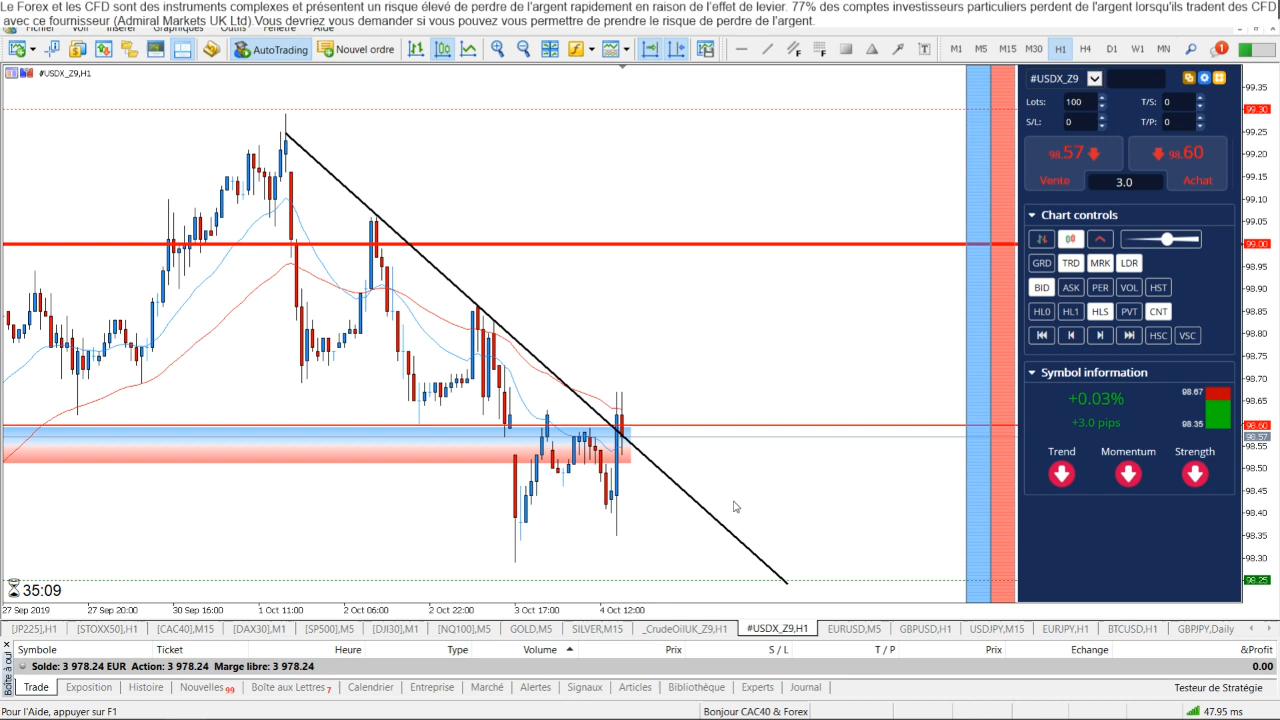 Le Forex et les CFD sont des instruments complexes et présentent un risque élevé de perdre de l'argent rapidement en raison de l'effet de levier. 77% des comptes investisseurs particuliers perdent de l'argent lorsqu'ils tradent des CFD
avec ce fournisseur (Admiral Markets UK Ltd).Vous devriez vous demander si vous pouvez vous permettre de prendre le risque de perdre de l'argent.
Fichier Voir Insérer Graphiques Outils Fenêtre Aide
AutoTrading Nouvel ordre M1 M5 M15 M30 H1 H4 D1 W1 MN 1
#USDX_Z9,H1
99.35
99.30
99.25
99.20
99.15
99.10
99.05
99.00
98.95
98.90
98.85
98.80
98.75
98.70
98.65
98.60
98.57
98.55
98.50
98.45
98.40
98.35
98.30
98.25
35:09
27 Sep 2019 27 Sep 20:00 30 Sep 16:00 1 Oct 11:00 2 Oct 06:00 2 Oct 22:00 3 Oct 17:00 4 Oct 12:00
#USDX_Z9
Lots: 100 T/S: 0
S/L: 0 T/P: 0
98.57 98.60
Vente 3.0 Achat
Chart controls
GRD TRD MRK LDR
BID ASK PER VOL HST
HL0 HL1 HLS PVT CNT
HSC VSC
Symbol information
+0.03% 98.67
+3.0 pips 98.35
Trend Momentum Strength
[JP225],H1 [STOXX50],H1 [CAC40],M15 [DAX30],M1 [SP500],M5 [DJI30],M1 [NQ100],M5 GOLD,M5 SILVER,M15 _CrudeOilUK_Z9,H1 #USDX_Z9,H1 EURUSD,M5 GBPUSD,H1 USDJPY,M15 EURJPY,H1 BTCUSD,H1 GBPJPY,Daily
Symbole Ticket Heure Type Volume Prix S / L T / P Prix Echange &Profit
Solde: 3 978.24 EUR Action: 3 978.24 Marge libre: 3 978.24 0.00
Boîte à outi
Trade Exposition Histoire Nouvelles 99 Boîte aux Lettres 7 Calendrier Entreprise Marché Alertes Signaux Articles Bibliothèque Experts Journal Testeur de Stratégie
Pour l'Aide, appuyer sur F1 Bonjour CAC40 & Forex 47.95 ms